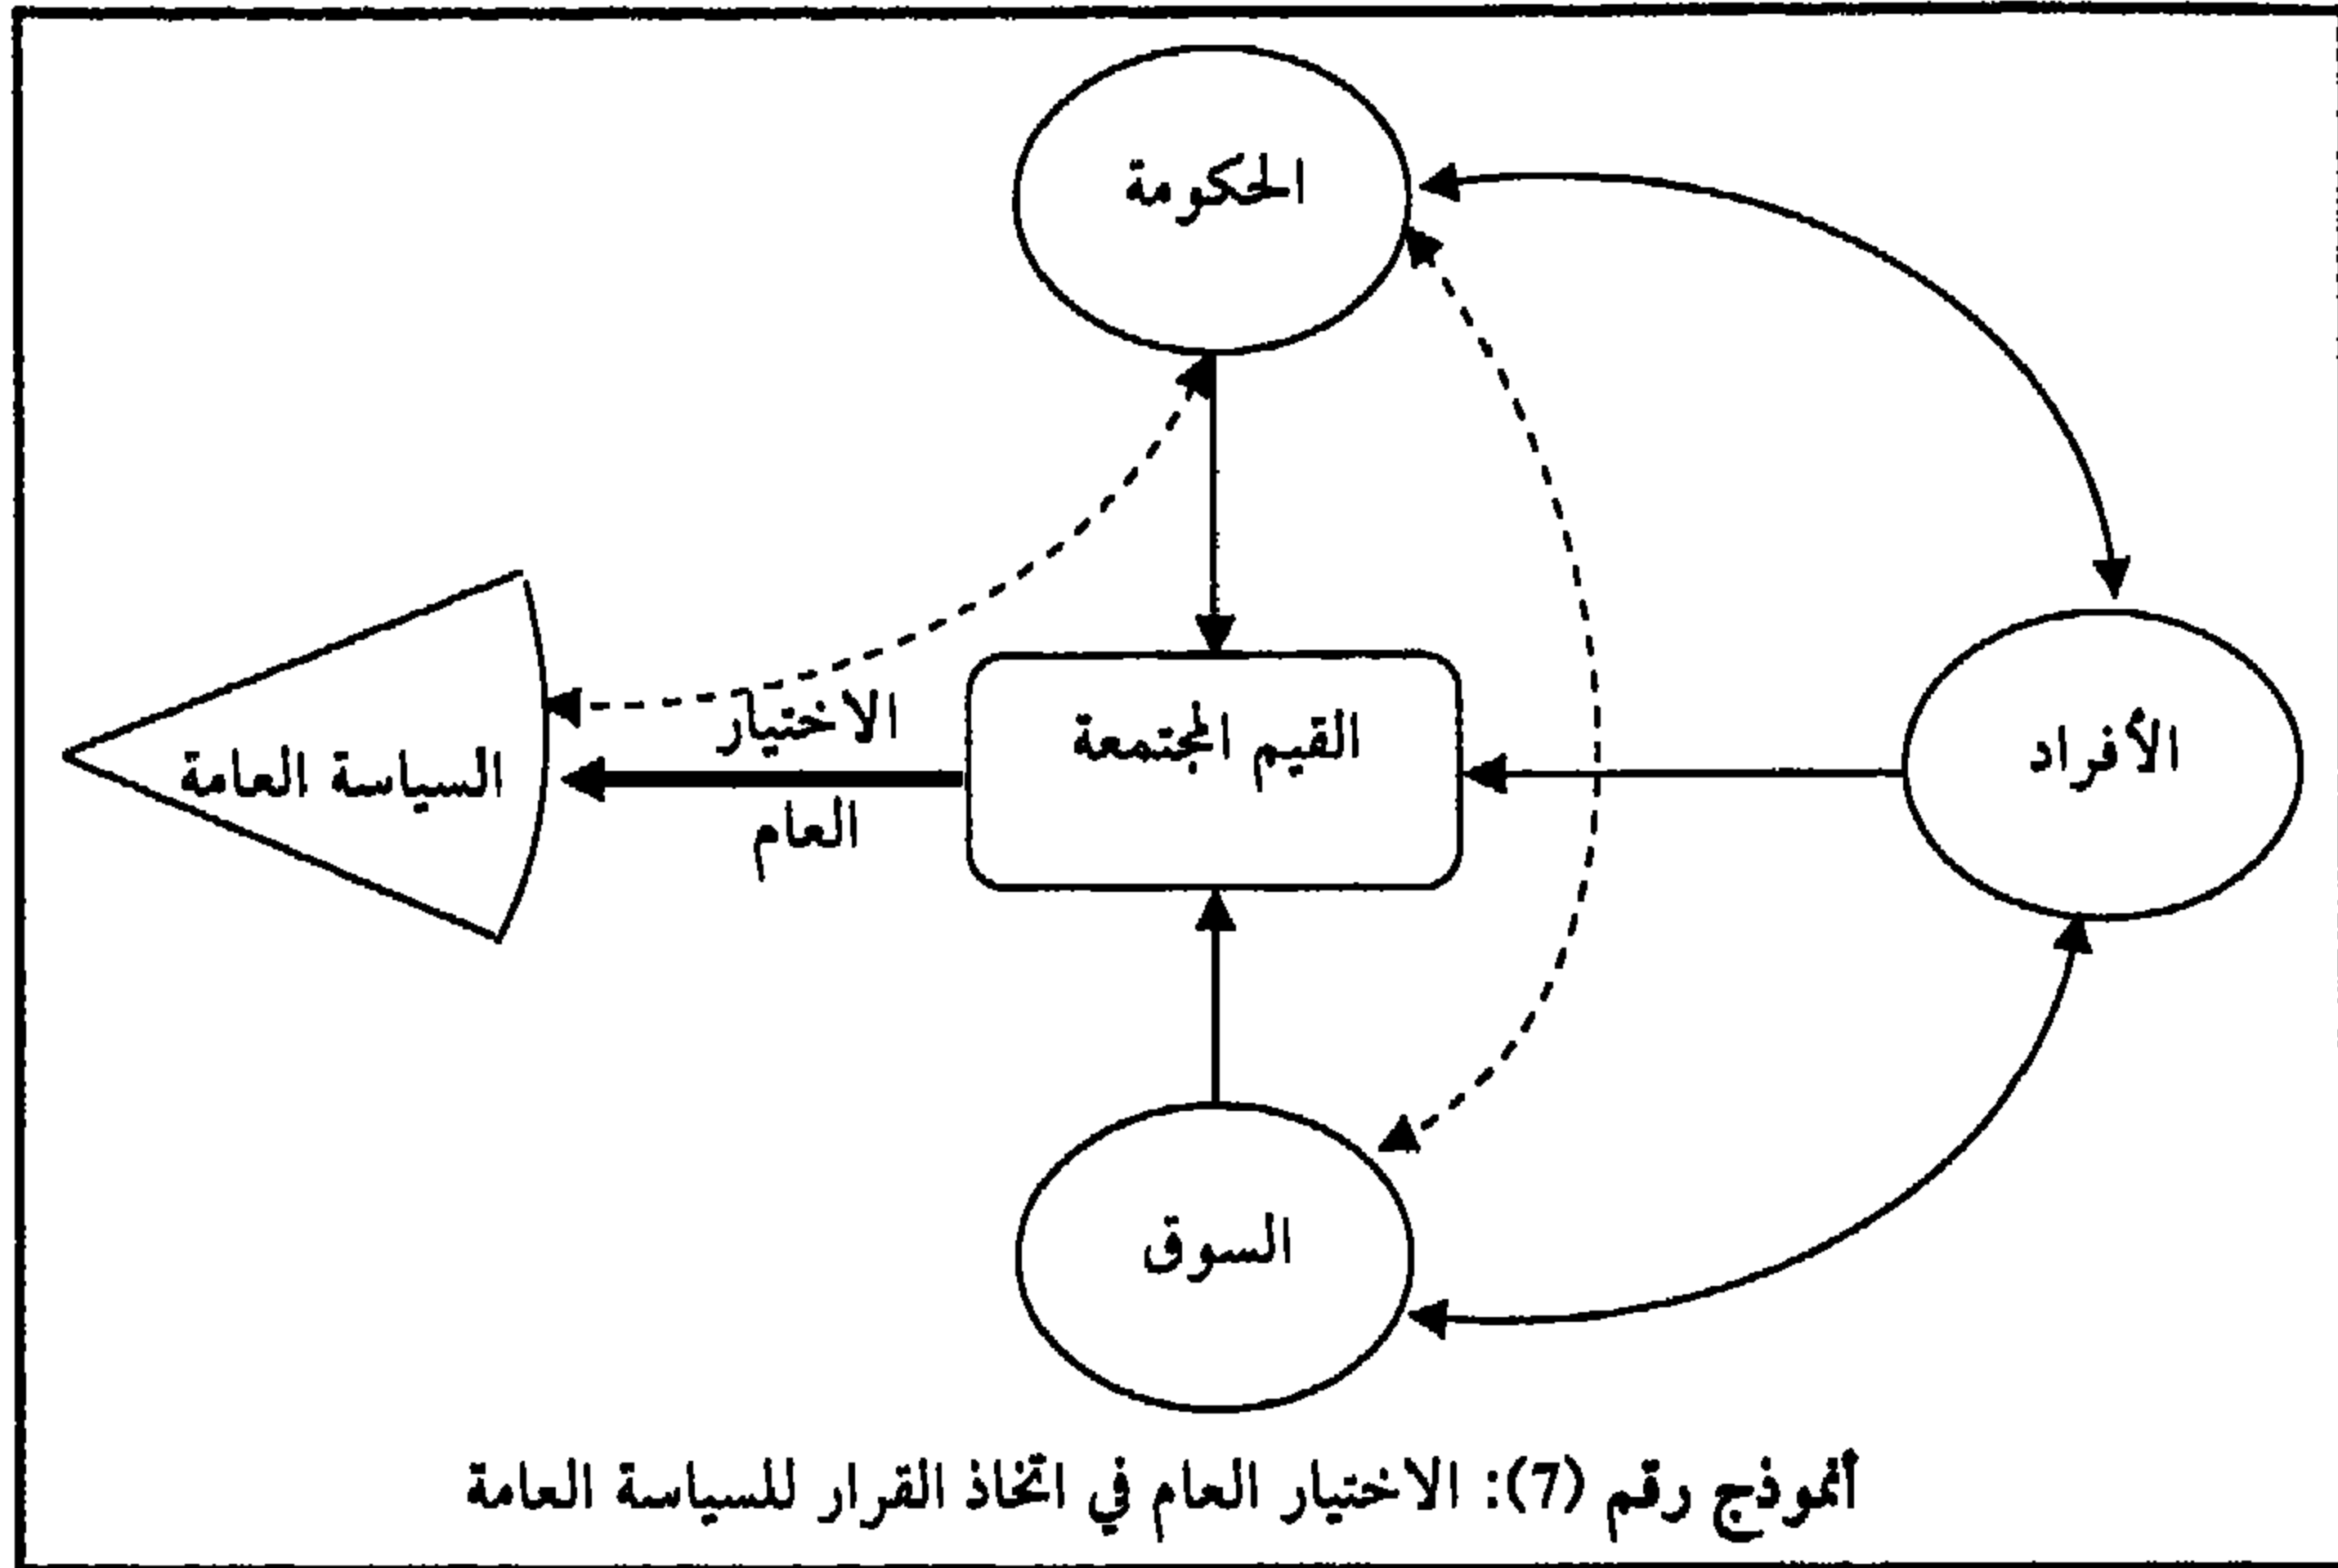 الحكومة
الأفراد
القيم المجتمعة
الاختيار
العام
السياسة العامة
السوق
أنموذج رقم (7): الاختيار العام في اتخاذ القرار للسياسة العامة